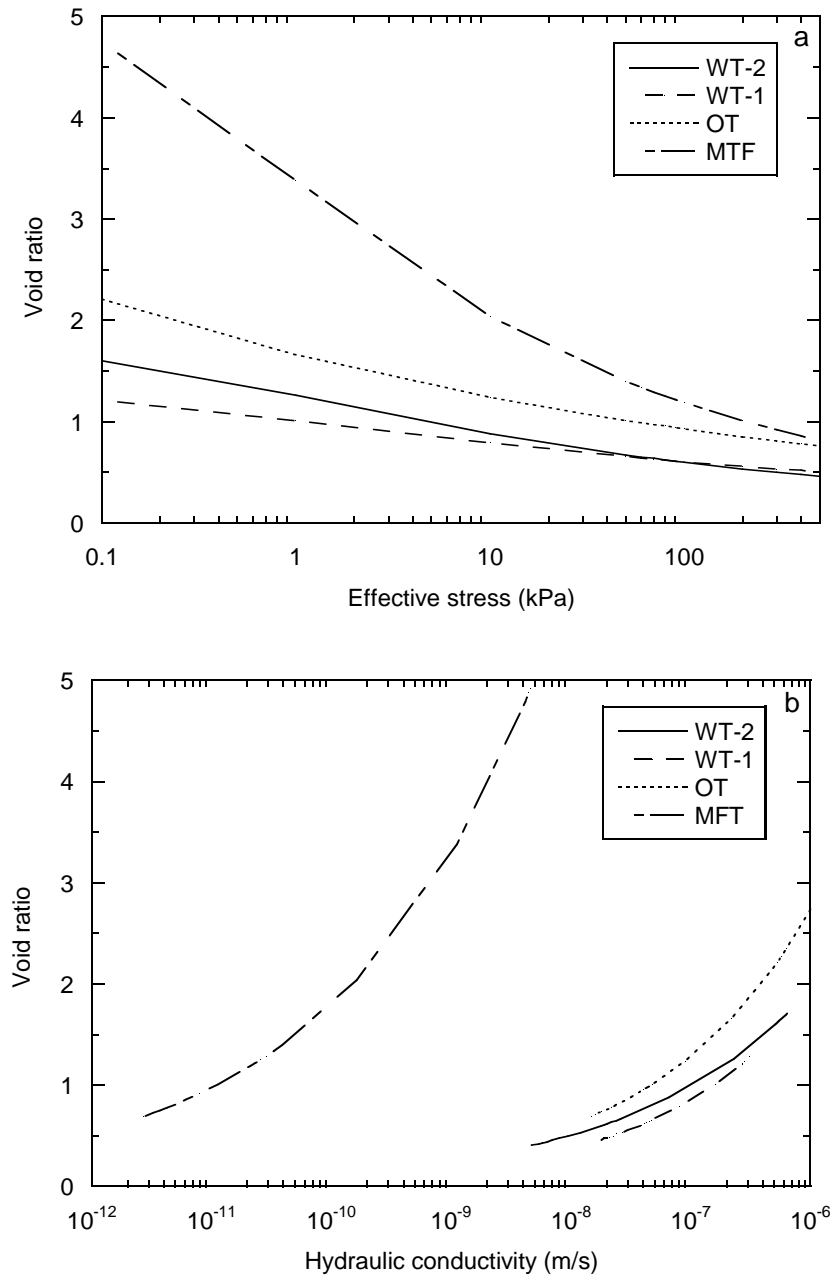 a
WT-2
WT-1
OT
MTF
5
4
3
2
1
0
Void ratio
0.1 1 10 100
Effective stress (kPa)
b
WT-2
WT-1
OT
MFT
5
4
3
2
1
0
Void ratio
10-12 10-11 10-10 10-9 10-8 10-7 10-6
Hydraulic conductivity (m/s)